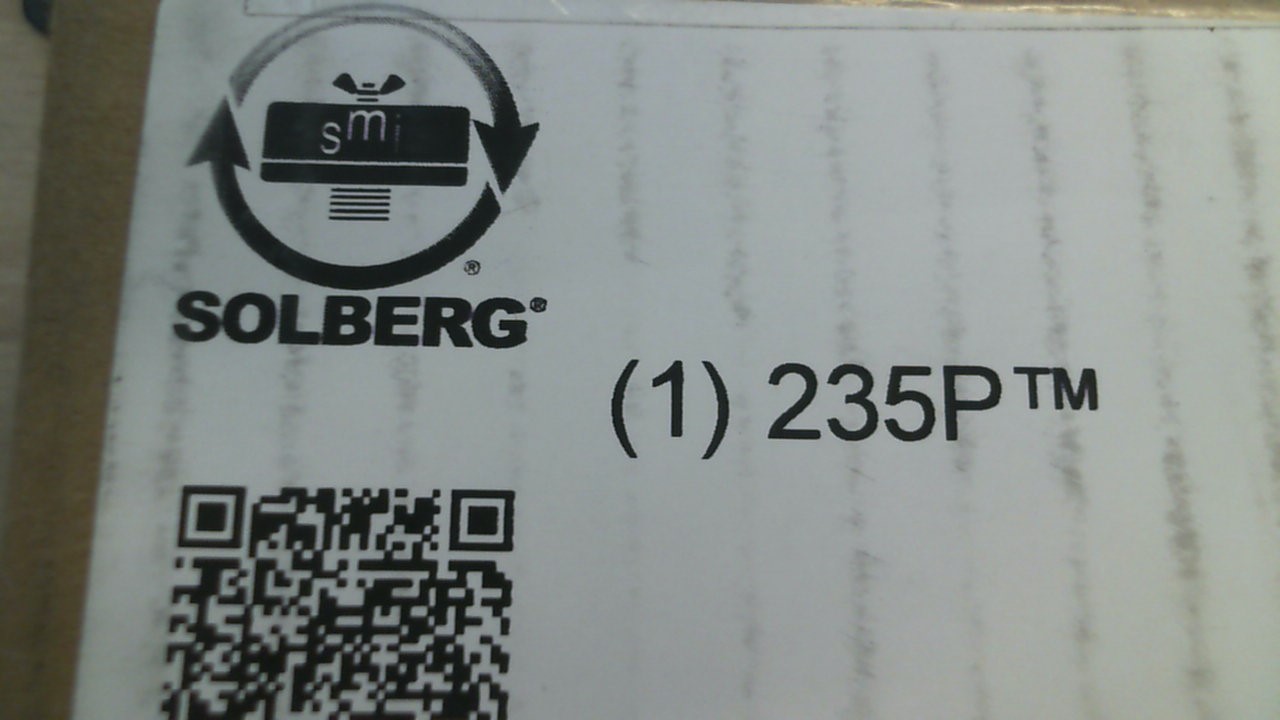 smi
®
SOLBERG®
(1) 235P™